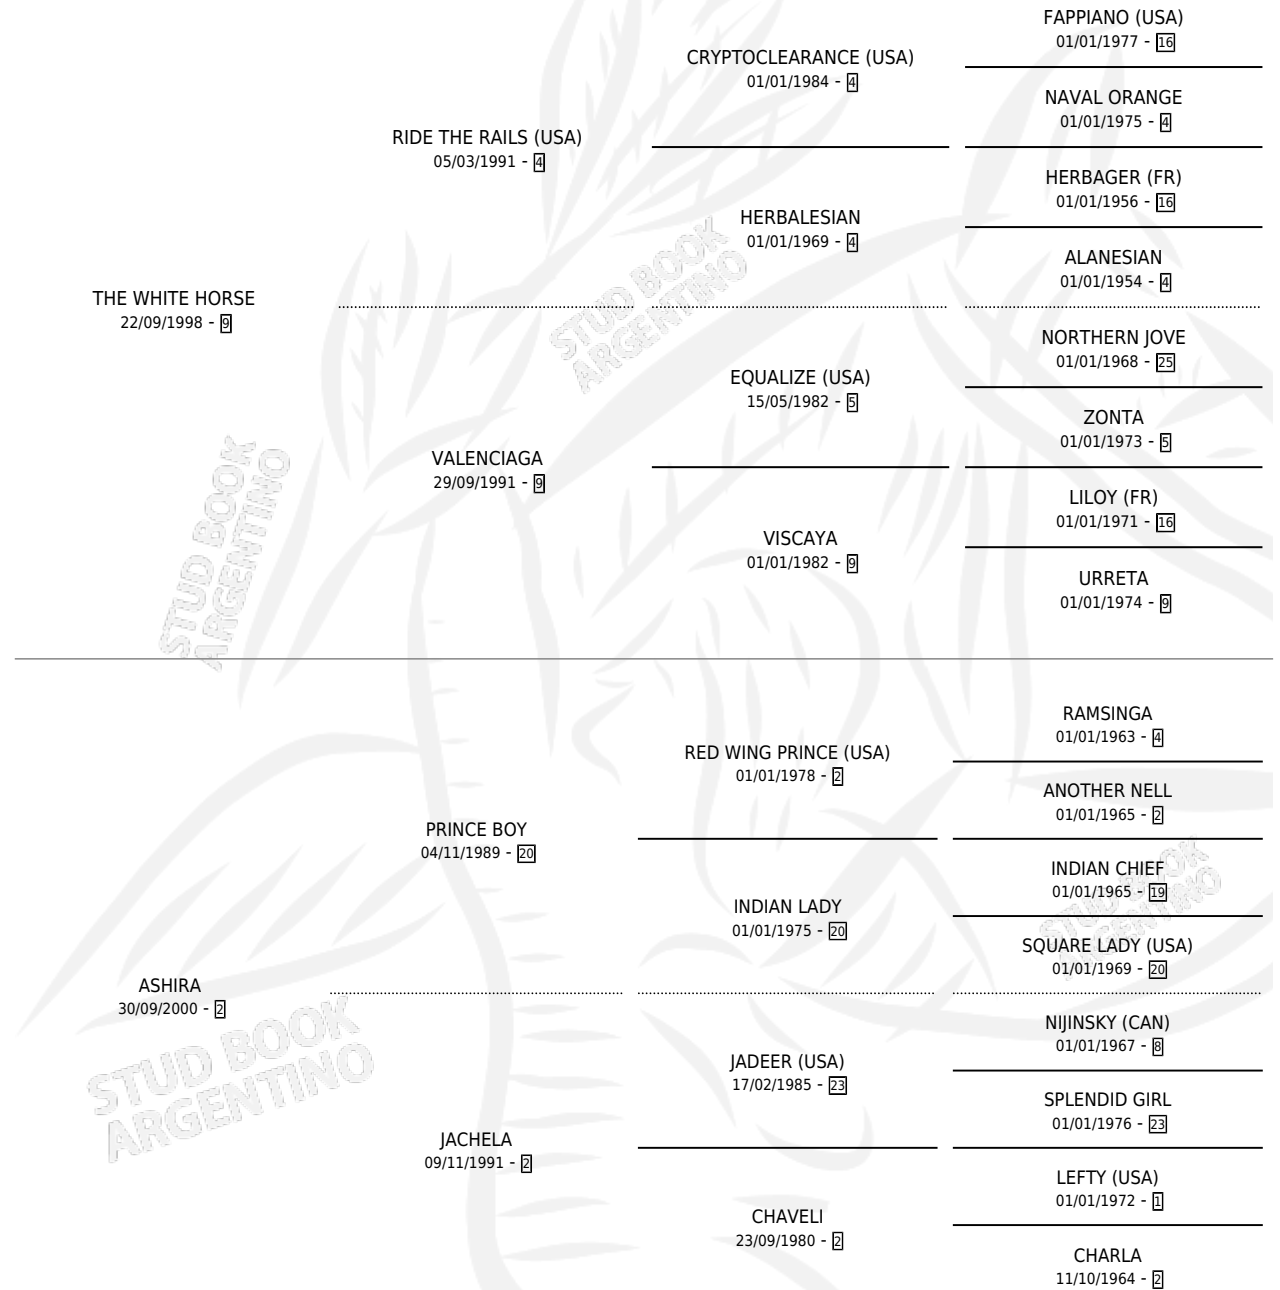 FAPPIANO (USA)
01/01/1977 - 16
CRYPTOCLEARANCE (USA)
01/01/1984 - 4
NAVAL ORANGE
01/01/1975 - 4
RIDE THE RAILS (USA)
05/03/1991 - 4
HERBAGER (FR)
01/01/1956 - 16
HERBALESIAN
01/01/1969 - 4
ALANESIAN
01/01/1954 - 4
THE WHITE HORSE
22/09/1998 - 9
STUD BOOK
ARGENTINO
NORTHERN JOVE
01/01/1968 - 25
EQUALIZE (USA)
15/05/1982 - 5
ZONTA
01/01/1973 - 5
VALENCIAGA
29/09/1991 - 9
LILOY (FR)
01/01/1971 - 16
VISCAYA
01/01/1982 - 9
URRETA
01/01/1974 - 9
STUD BOOK
ARGENTINO
RAMSINGA
01/01/1963 - 4
RED WING PRINCE (USA)
01/01/1978 - 2
ANOTHER NELL
01/01/1965 - 2
PRINCE BOY
04/11/1989 - 20
INDIAN CHIEF
01/01/1965 - 19
INDIAN LADY
01/01/1975 - 20
STUD BOOK
ARGENTINO
SQUARE LADY (USA)
01/01/1969 - 20
ASHIRA
30/09/2000 - 2
NIJINSKY (CAN)
01/01/1967 - 8
JADEER (USA)
17/02/1985 - 23
SPLENDID GIRL
01/01/1976 - 23
STUD BOOK
ARGENTINO
JACHELA
09/11/1991 - 2
LEFTY (USA)
01/01/1972 - 1
CHAVELI
23/09/1980 - 2
CHARLA
11/10/1964 - 2